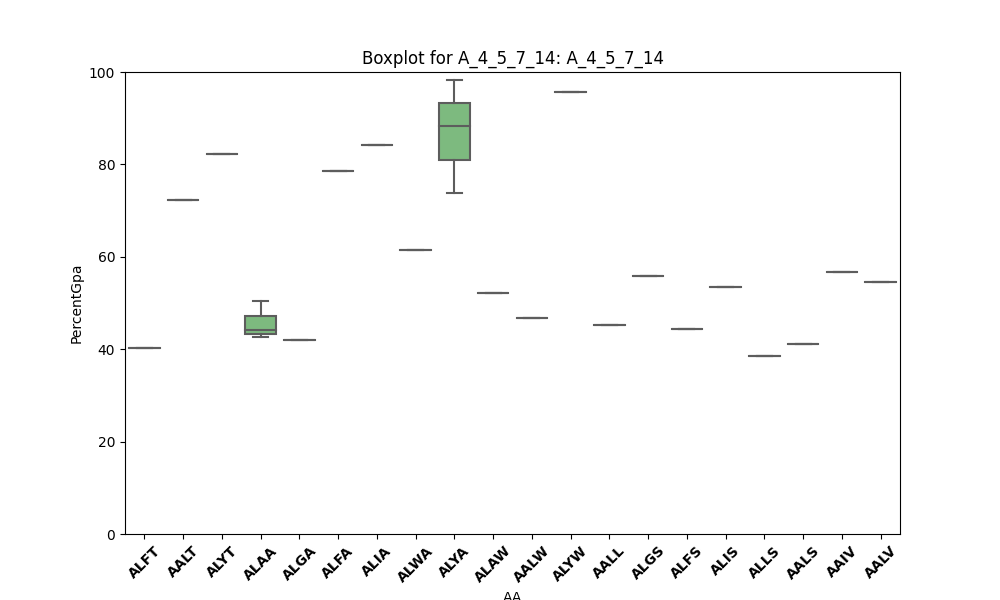 Boxplot for A_4_5_7_14: A_4_5_7_14
PercentGpa
100
80
60
40
20
0
ALFT AALT ALYT ALAA ALGA ALFA ALIA ALWA ALYA ALAW AALW ALYW AALL ALGS ALFS ALIS ALLS AALS AAIV AALV
AA